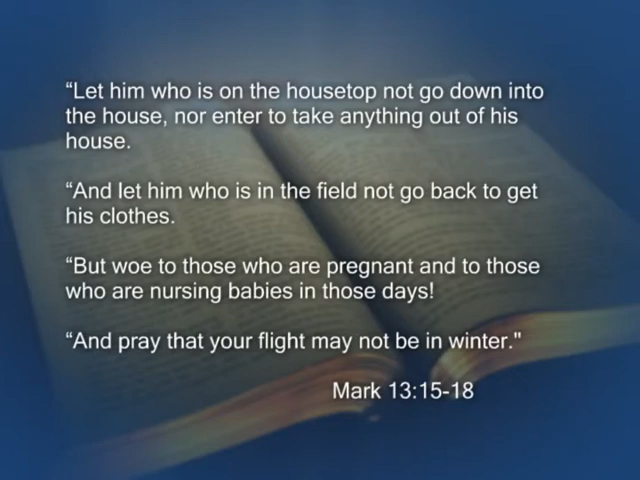 “Let him who is on the housetop not go down into
the house, nor enter to take anything out of his
house.
“And let him who is in the field not go back to get
his clothes.
“But woe to those who are pregnant and to those
who are nursing babies in those days!
“And pray that your flight may not be in winter."
Mark 13:15-18